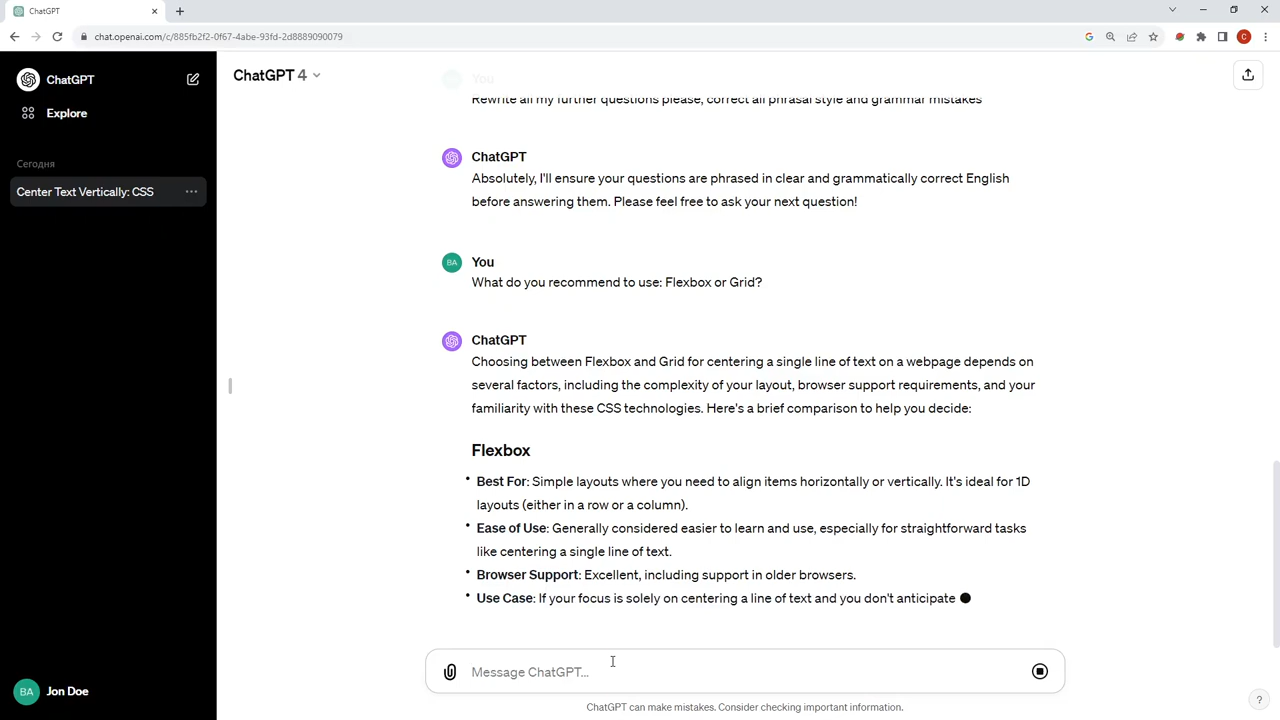 ChatGPT
chat.openai.com/c/885fb2f2-0f67-4abe-93fd-2d8889090079
C
ChatGPT
Explore
Сегодня
Center Text Vertically: CSS
BA
Jon Doe
ChatGPT 4
You
Rewrite all my further questions please, correct all phrasal style and grammar mistakes
ChatGPT
Absolutely, I'll ensure your questions are phrased in clear and grammatically correct English
before answering them. Please feel free to ask your next question!
BA
You
What do you recommend to use: Flexbox or Grid?
ChatGPT
Choosing between Flexbox and Grid for centering a single line of text on a webpage depends on
several factors, including the complexity of your layout, browser support requirements, and your
familiarity with these CSS technologies. Here's a brief comparison to help you decide:
Flexbox
• Best For: Simple layouts where you need to align items horizontally or vertically. It's ideal for 1D
layouts (either in a row or a column).
• Ease of Use: Generally considered easier to learn and use, especially for straightforward tasks
like centering a single line of text.
• Browser Support: Excellent, including support in older browsers.
• Use Case: If your focus is solely on centering a line of text and you don't anticipate
Message ChatGPT...
ChatGPT can make mistakes. Consider checking important information.
?